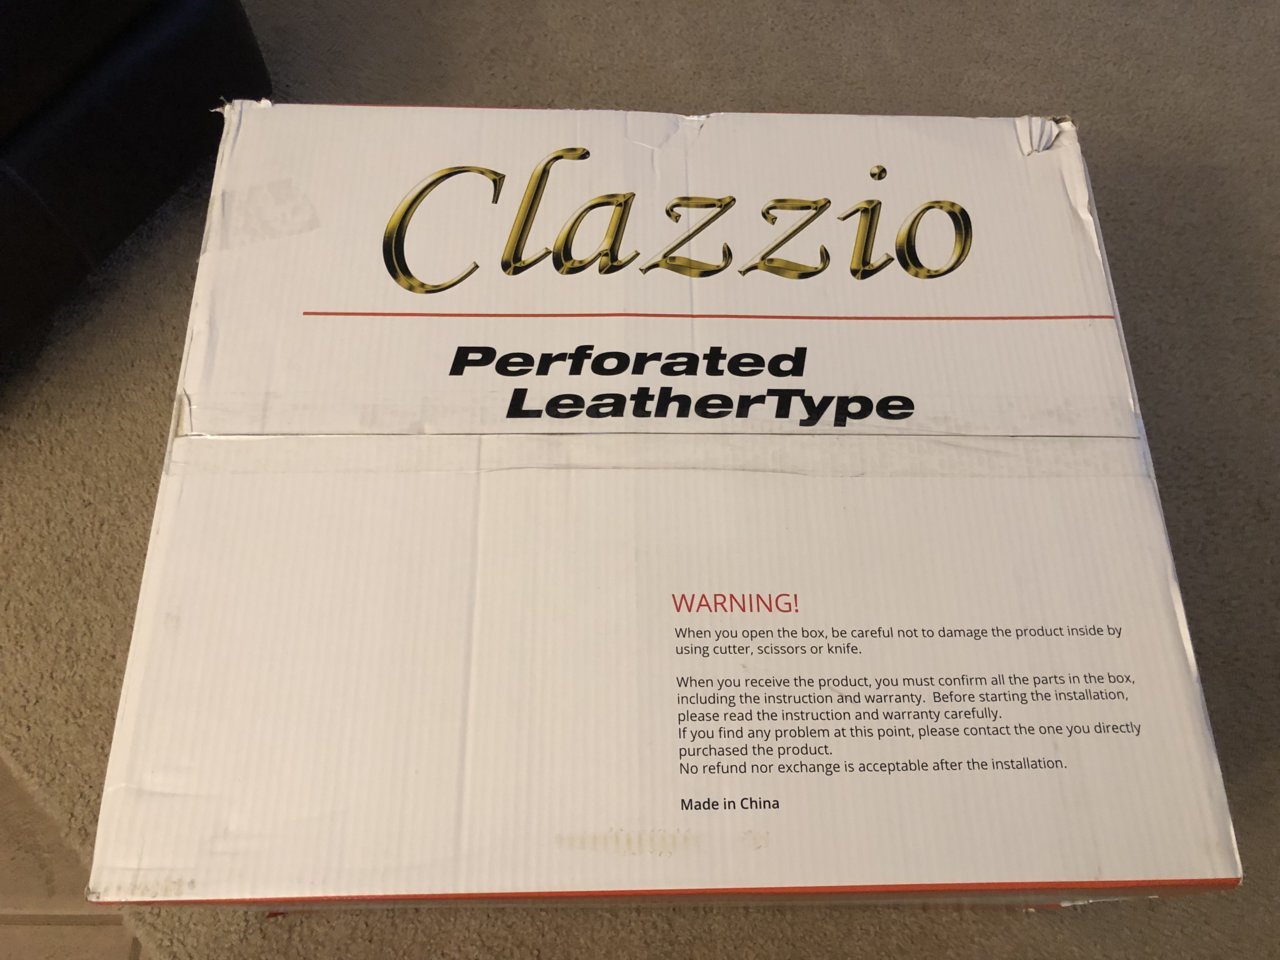 Clazzio
Perforated
LeatherType
WARNING!
When you open the box, be careful not to damage the product inside by
using cutter, scissors or knife.
When you receive the product, you must confirm all the parts in the box,
including the instruction and warranty. Before starting the installation,
please read the instruction and warranty carefully.
If you find any problem at this point, please contact the one you directly
purchased the product.
No refund nor exchange is acceptable after the installation.
Made in China